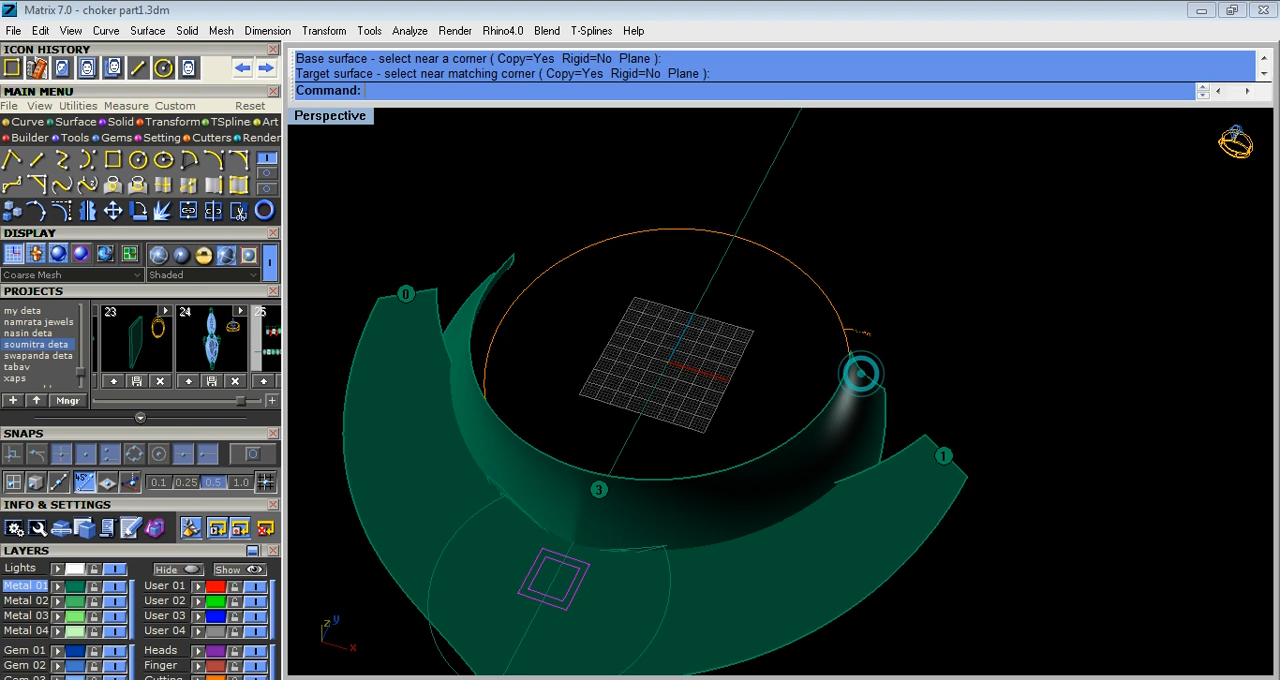 Matrix 7.0 - choker part1.3dm
File Edit View Curve Surface Solid Mesh Dimension Transform Tools Analyze Render Rhino4.0 Blend T-Splines Help
ICON HISTORY
MAIN MENU
File View Utilities Measure Custom Reset
Curve Surface Solid Transform TSpline Art
Builder Tools Gems Setting Cutters Render
DISPLAY
Coarse Mesh Shaded
PROJECTS
my deta
namrata jewels
nasin deta
soumitra deta
swapanda deta
tabav
xaps
23 24 25
Mngr
SNAPS
45°
0.1 0.25 0.5 1.0
INFO & SETTINGS
LAYERS
Lights Hide Show
Metal 01 User 01
Metal 02 User 02
Metal 03 User 03
Metal 04 User 04
Gem 01 Heads
Gem 02 Finger
Base surface - select near a corner ( Copy=Yes Rigid=No Plane ):
Target surface - select near matching corner ( Copy=Yes Rigid=No Plane ):
Command:
Perspective
0
1
3
z y
x